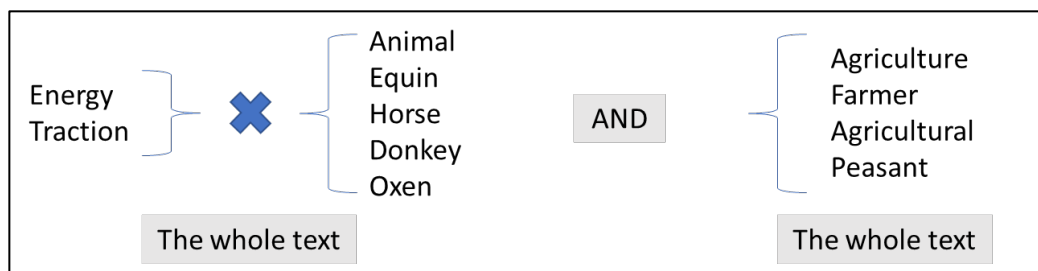 Energy
Traction
Animal
Equin
Horse
Donkey
Oxen
AND
Agriculture
Farmer
Agricultural
Peasant
The whole text
The whole text